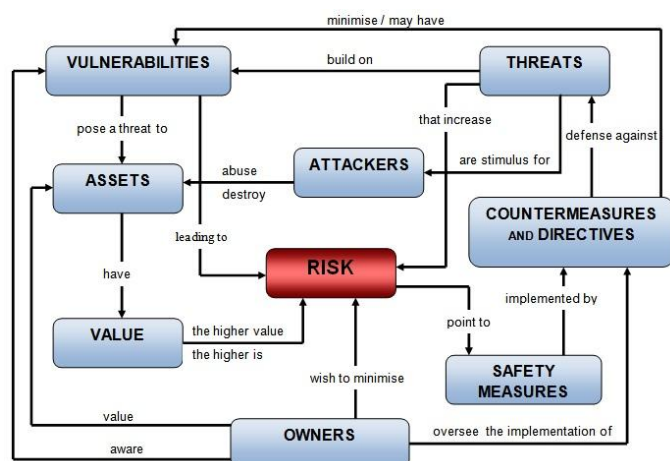 minimise / may have
VULNERABILITIES
build on
THREATS
pose a threat to
that increase
defense against
ATTACKERS
are stimulus for
ASSETS
abuse
destroy
COUNTERMEASURES
AND DIRECTIVES
leading to
RISK
have
implemented by
VALUE
the higher value
the higher is
point to
SAFETY
MEASURES
wish to minimise
value
OWNERS
oversee the implementation of
aware